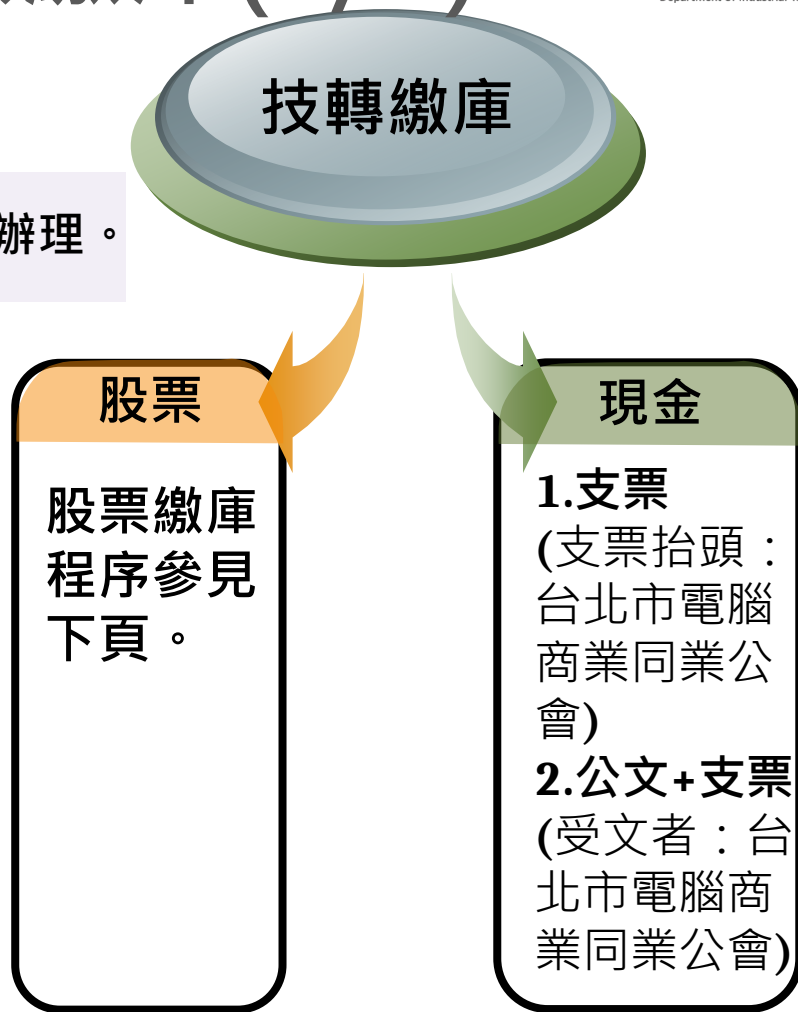 技轉繳庫
辦理。
股票
股票繳庫
程序參見
下頁。
現金
1.支票
(支票抬頭：
台北市電腦
商業同業公
會)
2.公文+支票
(受文者：台
北市電腦商
業同業公會)